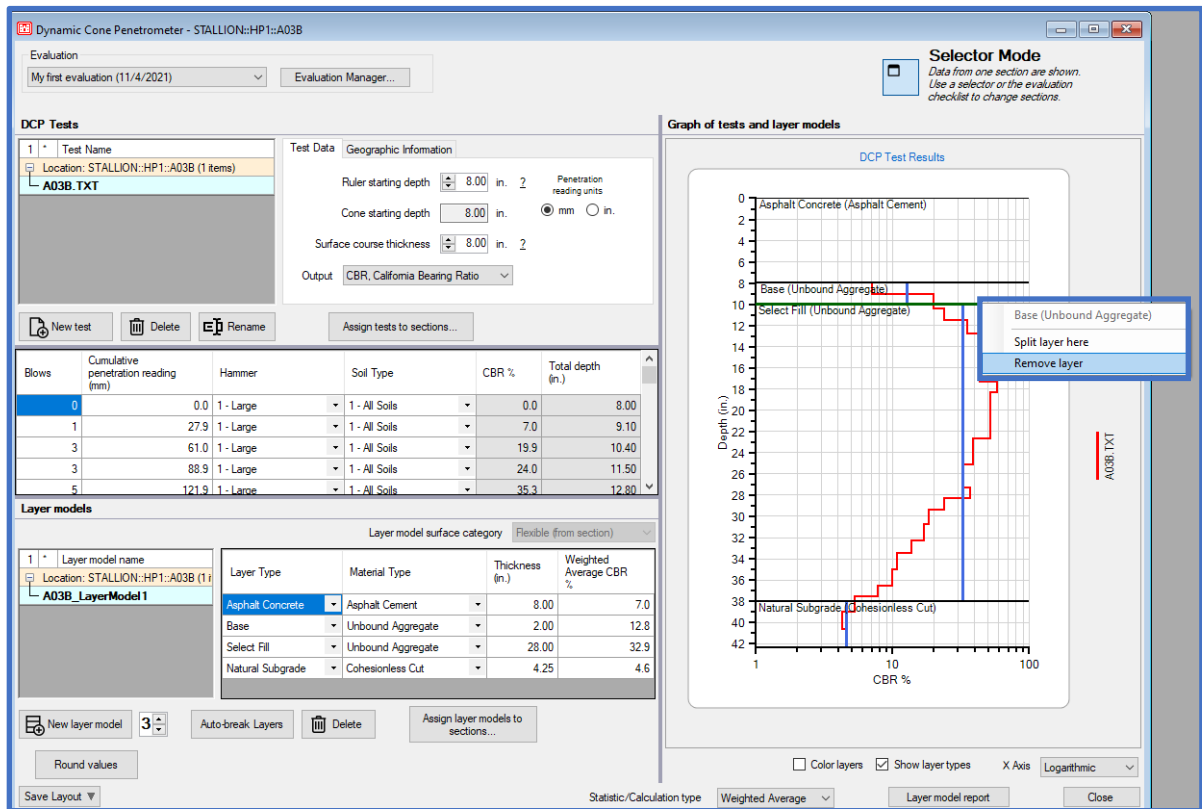 Dynamic Cone Penetrometer - STALLION::HP1::A03B
Evaluation
My first evaluation (11/4/2021)
Evaluation Manager...
Selector Mode
Data from one section are shown.
Use a selector or the evaluation
checklist to change sections.
DCP Tests
1 * Test Name
Location: STALLION::HP1::A03B (1 items)
A03B.TXT
Test Data Geographic Information
Ruler starting depth 8.00 in. ?
Penetration
reading units
Cone starting depth 8.00 in.
mm in.
Surface course thickness 8.00 in. ?
Output CBR, California Bearing Ratio
New test Delete Rename Assign tests to sections...
Blows Cumulative penetration reading (mm) Hammer Soil Type CBR % Total depth (in.)
0 0.0 1 - Large 1 - All Soils 0.0 8.00
1 27.9 1 - Large 1 - All Soils 7.0 9.10
3 61.0 1 - Large 1 - All Soils 19.9 10.40
3 88.9 1 - Large 1 - All Soils 24.0 11.50
5 121.9 1 - Large 1 - All Soils 35.3 12.80
Layer models
Layer model surface category Flexible (from section)
1 * Layer model name
Location: STALLION::HP1::A03B (1 i
A03B_LayerModel1
Layer Type Material Type Thickness (in.) Weighted Average CBR %
Asphalt Concrete Asphalt Cement 8.00 7.0
Base Unbound Aggregate 2.00 12.8
Select Fill Unbound Aggregate 28.00 32.9
Natural Subgrade Cohesionless Cut 4.25 4.6
New layer model 3 Auto-break Layers Delete Assign layer models to sections...
Round values
Save Layout ▼
Graph of tests and layer models
DCP Test Results
0
2
4
6
8
10
12
14
16
18
20
22
24
26
28
30
32
34
36
38
40
42
Depth (in.)
Asphalt Concrete (Asphalt Cement)
Base (Unbound Aggregate)
Select Fill (Unbound Aggregate)
Natural Subgrade (Cohesionless Cut)
1 10 100
CBR %
A03B.TXT
Base (Unbound Aggregate)
Split layer here
Remove layer
Color layers Show layer types X Axis Logarithmic
Statistic/Calculation type Weighted Average Layer model report Close